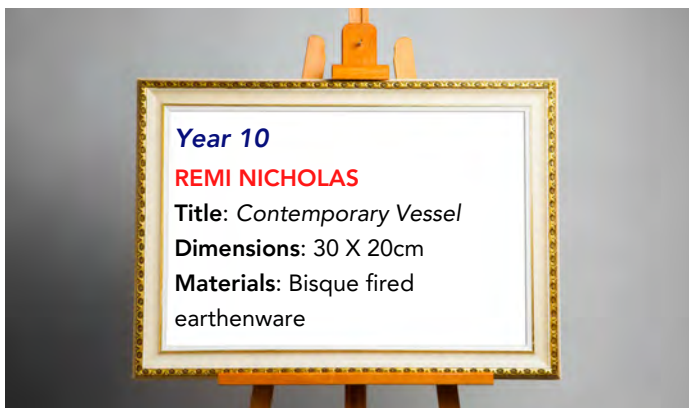 Year 10
REMI NICHOLAS
Title: Contemporary Vessel
Dimensions: 30 X 20cm
Materials: Bisque fired
earthenware